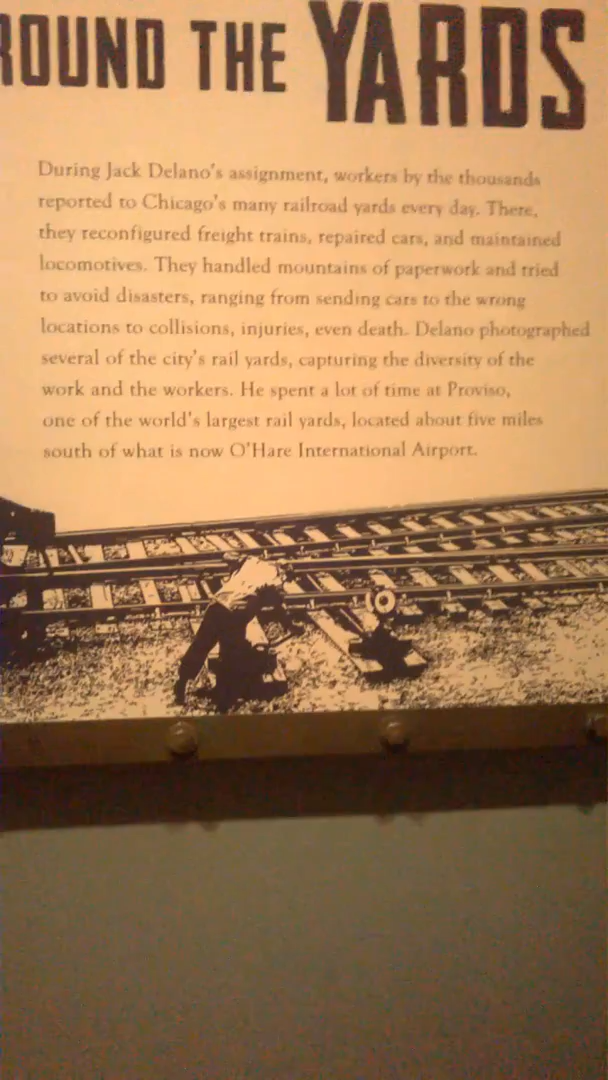 ROUND THE YARDS
During Jack Delano's assignment, workers by the thousands
reported to Chicago's many railroad yards every day. There,
they reconfigured freight trains, repaired cars, and maintained
locomotives. They handled mountains of paperwork and tried
to avoid disasters, ranging from sending cars to the wrong
locations to collisions, injuries, even death. Delano photographed
several of the city's rail yards, capturing the diversity of the
work and the workers. He spent a lot of time at Proviso,
one of the world's largest rail yards, located about five miles
south of what is now O'Hare International Airport.